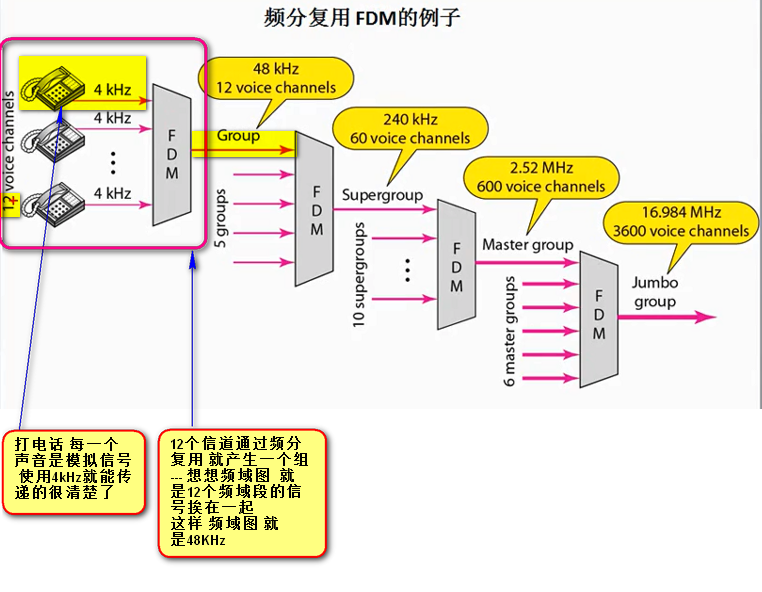 频分复用 FDM的例子
12 voice channels
4 kHz
4 kHz
4 kHz
FDM
48 kHz
12 voice channels
Group
5 groups
FDM
240 kHz
60 voice channels
Supergroup
10 supergroups
FDM
2.52 MHz
600 voice channels
Master group
6 master groups
FDM
16.984 MHz
3600 voice channels
Jumbo
group
打电话 每一个
声音是模拟信号
使用4kHz就能传
递的很清楚了
12个信道通过频分
复用 就产生一个组
--- 想想频域图 就
是12个频域段的信
号挨在一起
这样 频域图 就
是48KHz